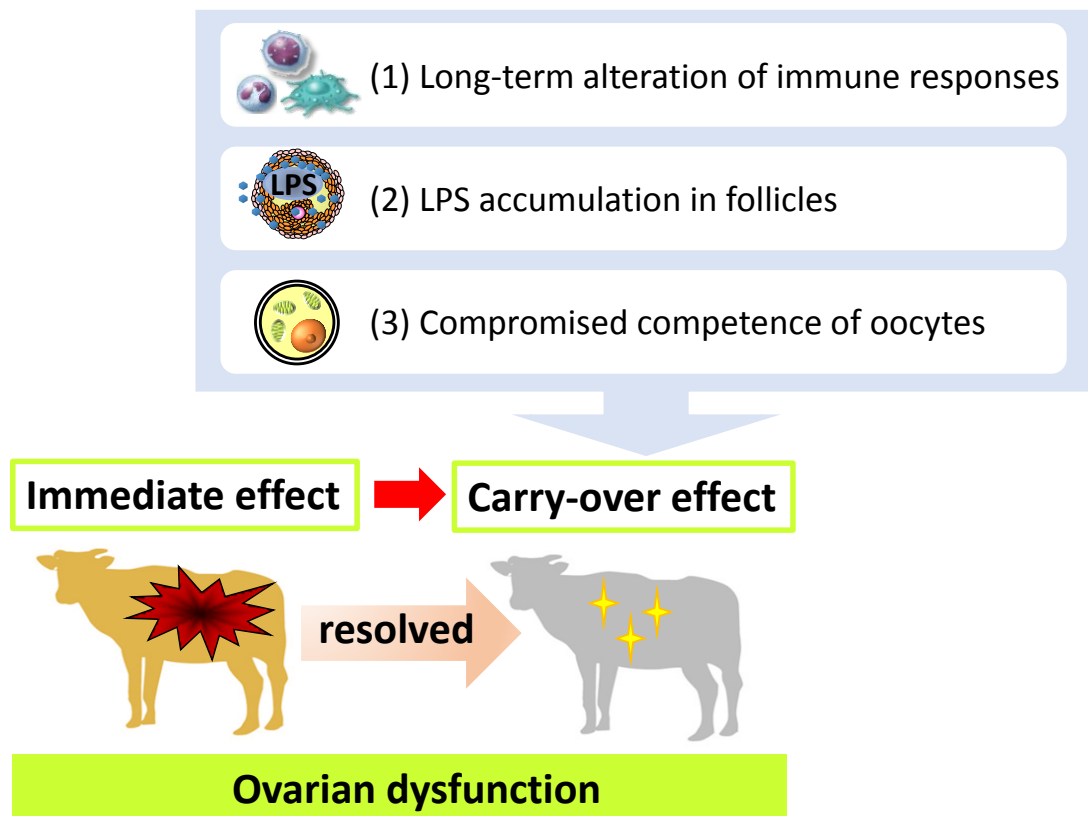 (1) Long-term alteration of immune responses
LPS
(2) LPS accumulation in follicles
(3) Compromised competence of oocytes
Immediate effect
Carry-over effect
resolved
Ovarian dysfunction